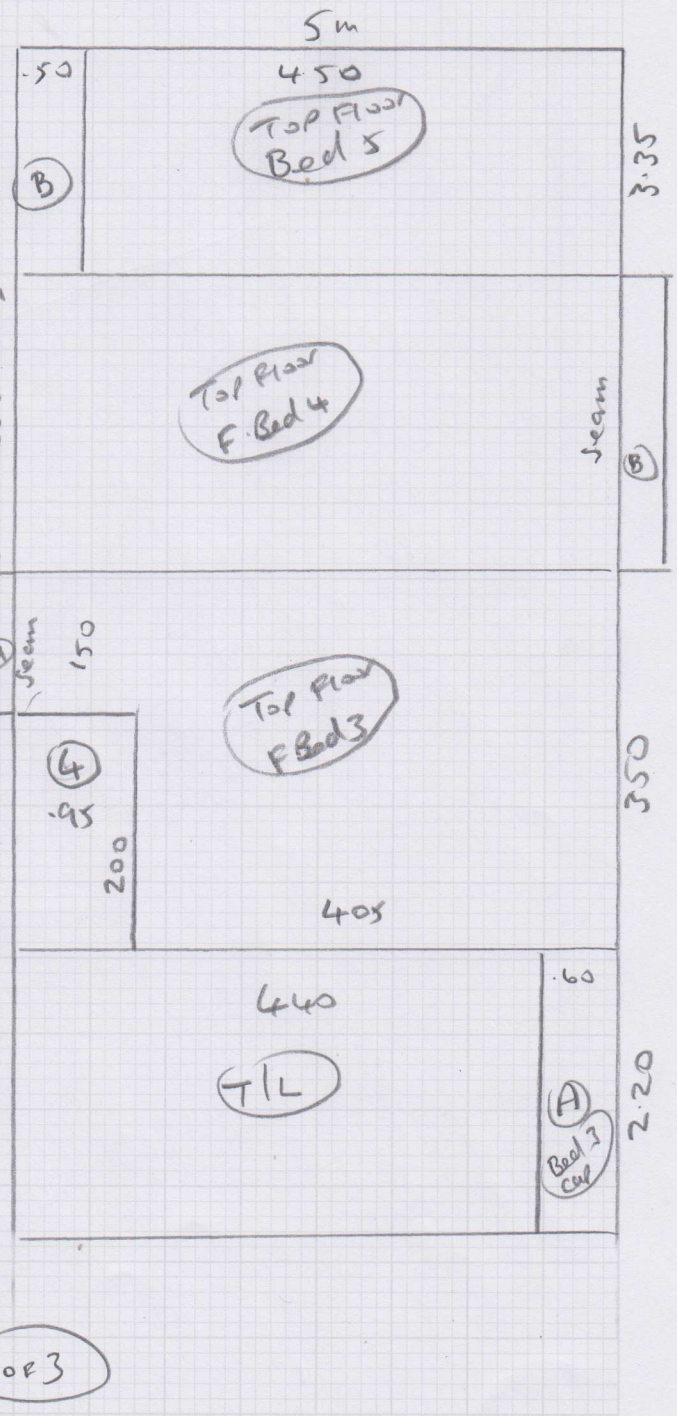 5m
.50
450
Top Floor
Bed 5
B
3.35
Top Floor
F. Bed 4
Seam
B
Seam
150
Top Floor
F Bed 3
4
.95
200
350
405
440
.60
T/L
A
Bed 3
cup
2.20
OF 3